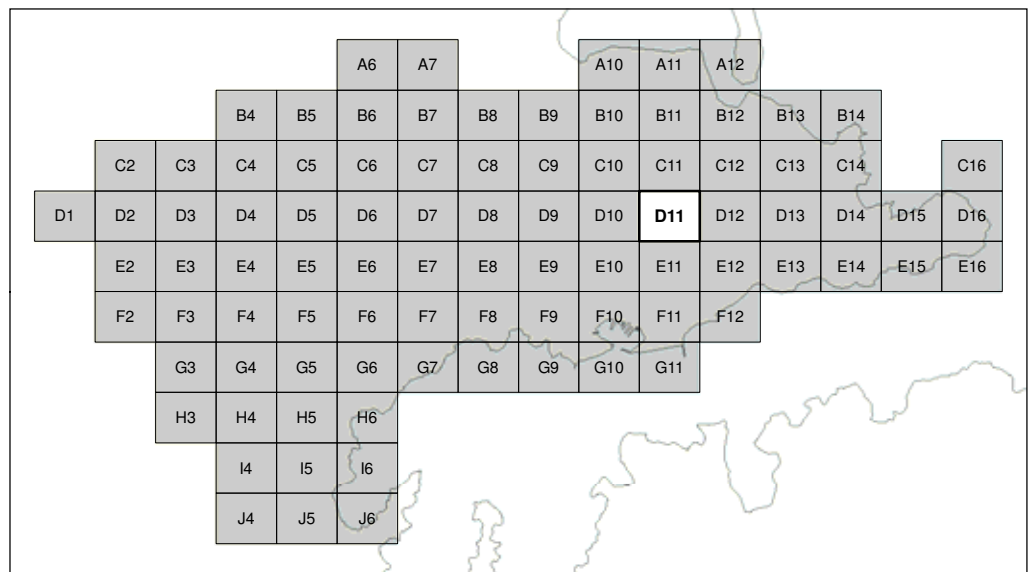 A6 A7 A10 A11 A12
B4 B5 B6 B7 B8 B9 B10 B11 B12 B13 B14
C2 C3 C4 C5 C6 C7 C8 C9 C10 C11 C12 C13 C14 C16
D1 D2 D3 D4 D5 D6 D7 D8 D9 D10 D11 D12 D13 D14 D15 D16
E2 E3 E4 E5 E6 E7 E8 E9 E10 E11 E12 E13 E14 E15 E16
F2 F3 F4 F5 F6 F7 F8 F9 F10 F11 F12
G3 G4 G5 G6 G7 G8 G9 G10 G11
H3 H4 H5 H6
I4 I5 I6
J4 J5 J6